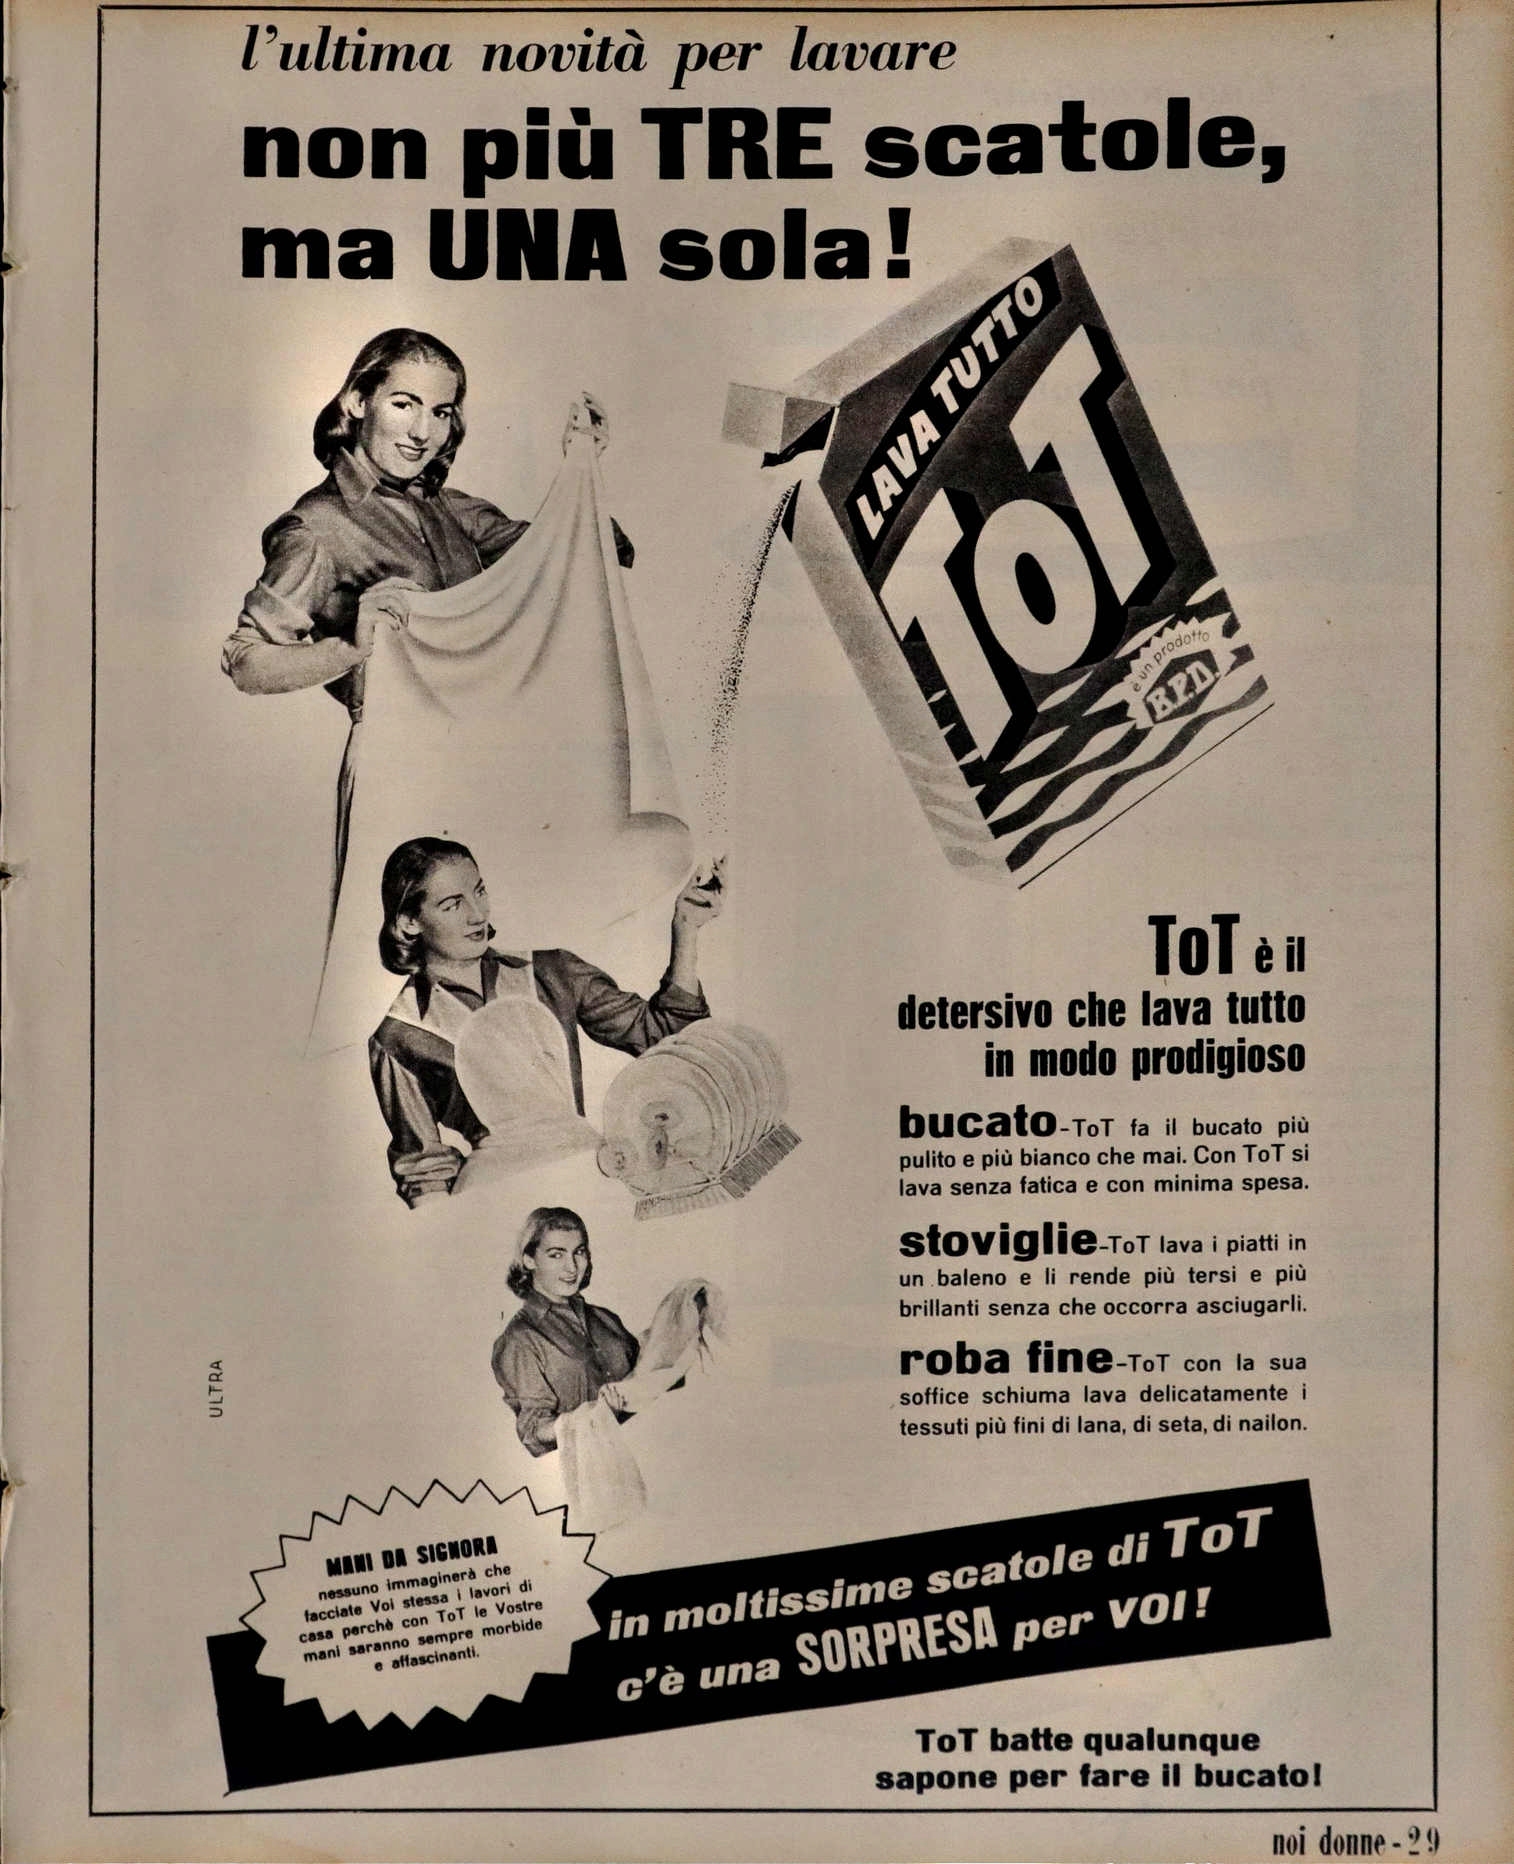 l'ultima novità per lavare
non più TRE scatole,
ma UNA sola!
LAVA TUTTO
ToT
è un prodotto
B.P.D.
ToT è il
detersivo che lava tutto
in modo prodigioso
bucato-ToT fa il bucato più
pulito e più bianco che mai. Con ToT si
lava senza fatica e con minima spesa.
stoviglie-ToT lava i piatti in
un baleno e li rende più tersi e più
brillanti senza che occorra asciugarli.
roba fine-ToT con la sua
soffice schiuma lava delicatamente i
tessuti più fini di lana, di seta, di nailon.
ULTRA
MANI DA SIGNORA
nessuno immaginerà che
facciate Voi stessa i lavori di
casa perchè con ToT le Vostre
mani saranno sempre morbide
e affascinanti.
in moltissime scatole di ToT
c'è una SORPRESA per VOI!
ToT batte qualunque
sapone per fare il bucato!
noi donne - 29